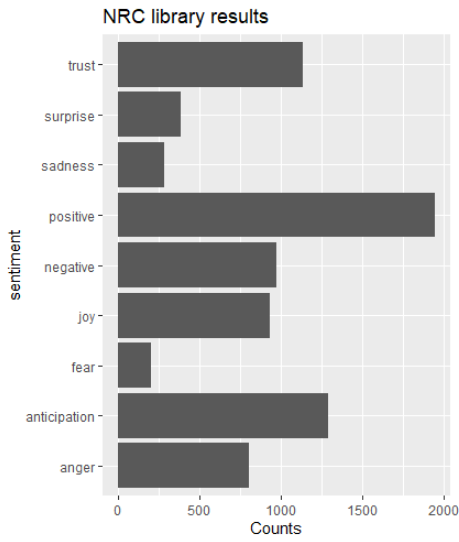 NRC library results
trust
surprise
sadness
positive
negative
joy
fear
anticipation
anger
sentiment
0 500 1000 1500 2000
Counts